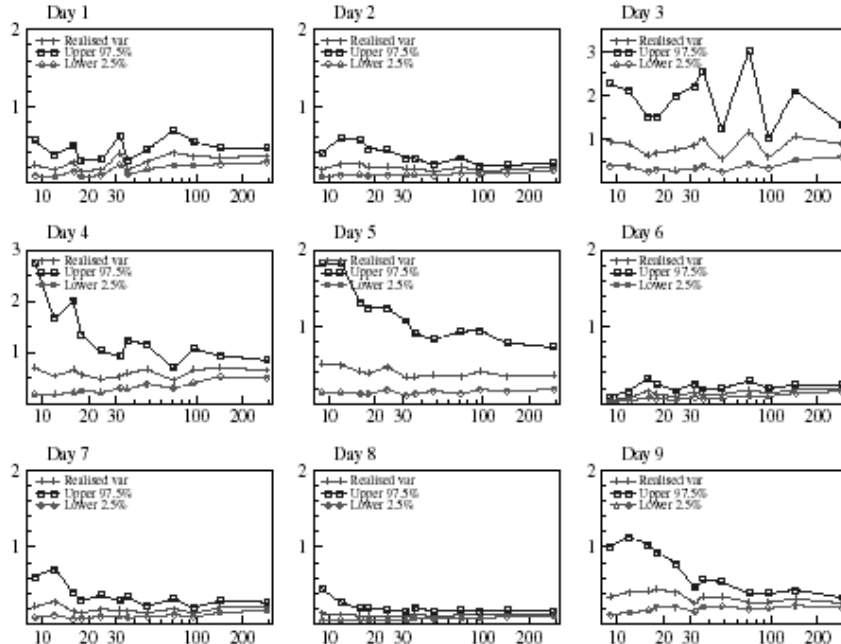 Day 1
2
Realised var
Upper 97.5%
Lower 2.5%
1
10 20 30 100 200
Day 2
2
Realised var
Upper 97.5%
Lower 2.5%
1
10 20 30 100 200
Day 3
3
Realised var
Upper 97.5%
Lower 2.5%
2
1
10 20 30 100 200
Day 4
3
Realised var
Upper 97.5%
Lower 2.5%
2
1
10 20 30 100 200
Day 5
2
Realised var
Upper 97.5%
Lower 2.5%
1
10 20 30 100 200
Day 6
2
Realised var
Upper 97.5%
Lower 2.5%
1
10 20 30 100 200
Day 7
2
Realised var
Upper 97.5%
Lower 2.5%
1
10 20 30 100 200
Day 8
2
Realised var
Upper 97.5%
Lower 2.5%
1
10 20 30 100 200
Day 9
2
Realised var
Upper 97.5%
Lower 2.5%
1
10 20 30 100 200